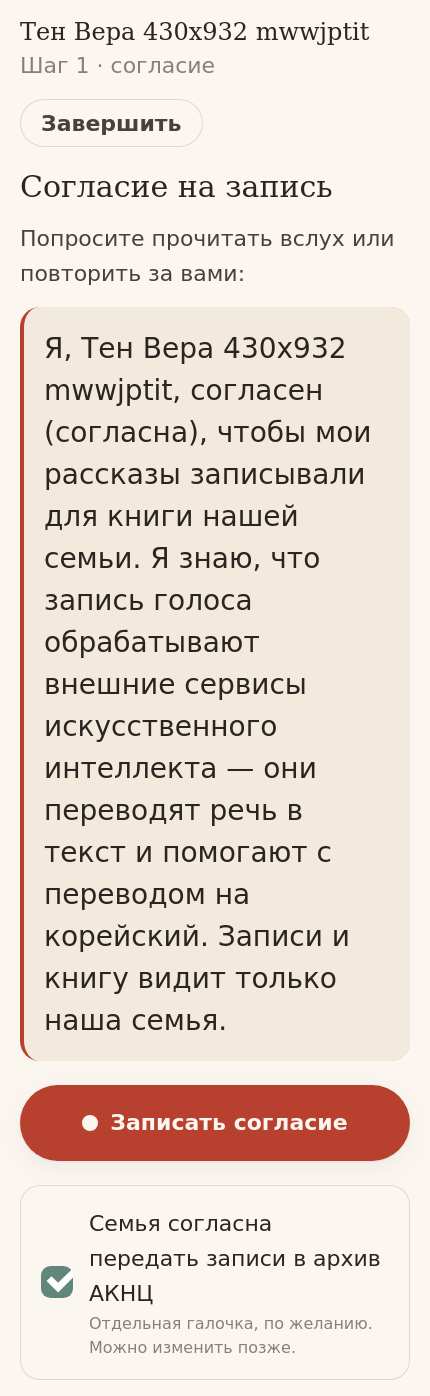 Тен Вера 430x932 mwwjptit
Шаг 1 · согласие
Завершить
Согласие на запись
Попросите прочитать вслух или
повторить за вами:
Я, Тен Вера 430x932
mwwjptit, согласен
(согласна), чтобы мои
рассказы записывали
для книги нашей
семьи. Я знаю, что
запись голоса
обрабатывают
внешние сервисы
искусственного
интеллекта — они
переводят речь в
текст и помогают с
переводом на
корейский. Записи и
книгу видит только
наша семья.
Записать согласие
Семья согласна
передать записи в архив
АКНЦ
Отдельная галочка, по желанию.
Можно изменить позже.